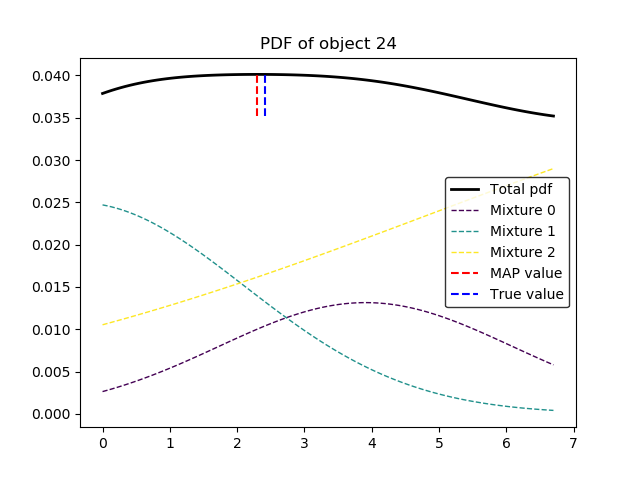 PDF of object 24
0.040
0.035
0.030
0.025
0.020
0.015
0.010
0.005
0.000
Total pdf
Mixture 0
Mixture 1
Mixture 2
MAP value
True value
0 1 2 3 4 5 6 7